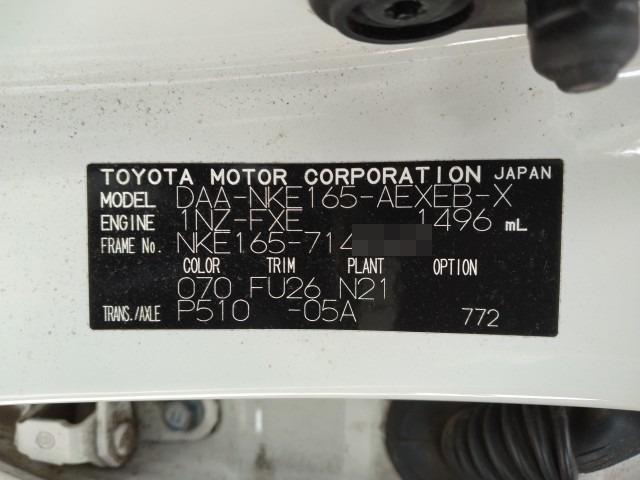 TOYOTA MOTOR CORPORATION JAPAN
MODEL DAA-NKE165-AEXEB-X
ENGINE 1NZ-FXE 1496 mL
FRAME No. NKE165-714
COLOR TRIM PLANT OPTION
070 FU26 N21
TRANS./AXLE P510 -05A 772